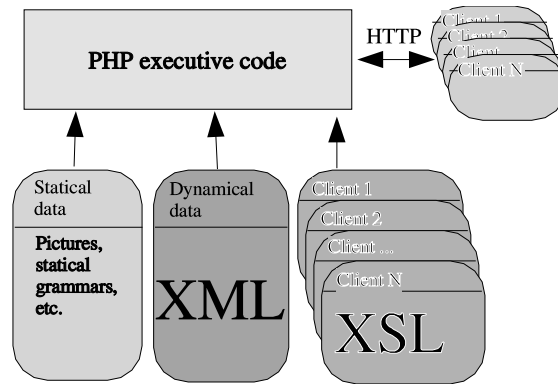 PHP executive code
HTTP
Client 1
Client 2
Client ...
Client N
Statical
data
Pictures,
statical
grammars,
etc.
Dynamical
data
XML
Client 1
Client 2
Client ...
Client N
XSL